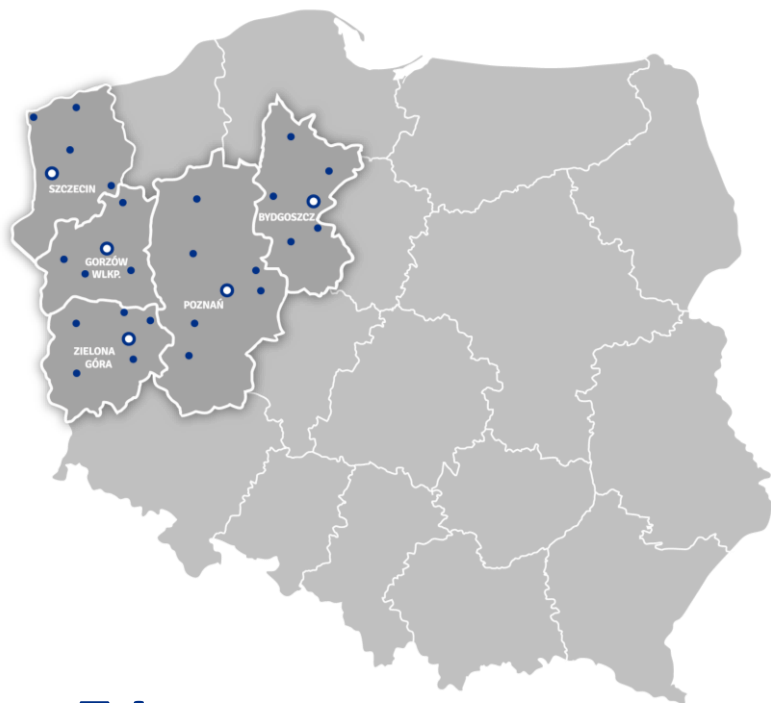 SZCZECIN
BYDGOSZCZ
GORZÓW
WLKP.
POZNAŃ
ZIELONA
GÓRA